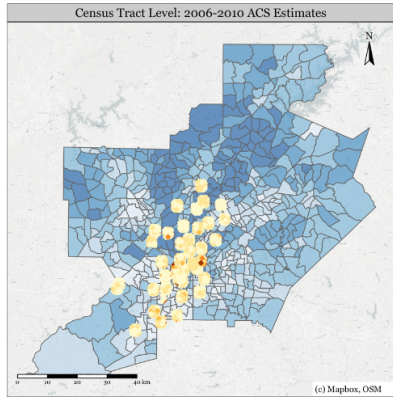 Census Tract Level: 2006-2010 ACS Estimates
N
0 10 20 30 40 km
(c) Mapbox, OSM